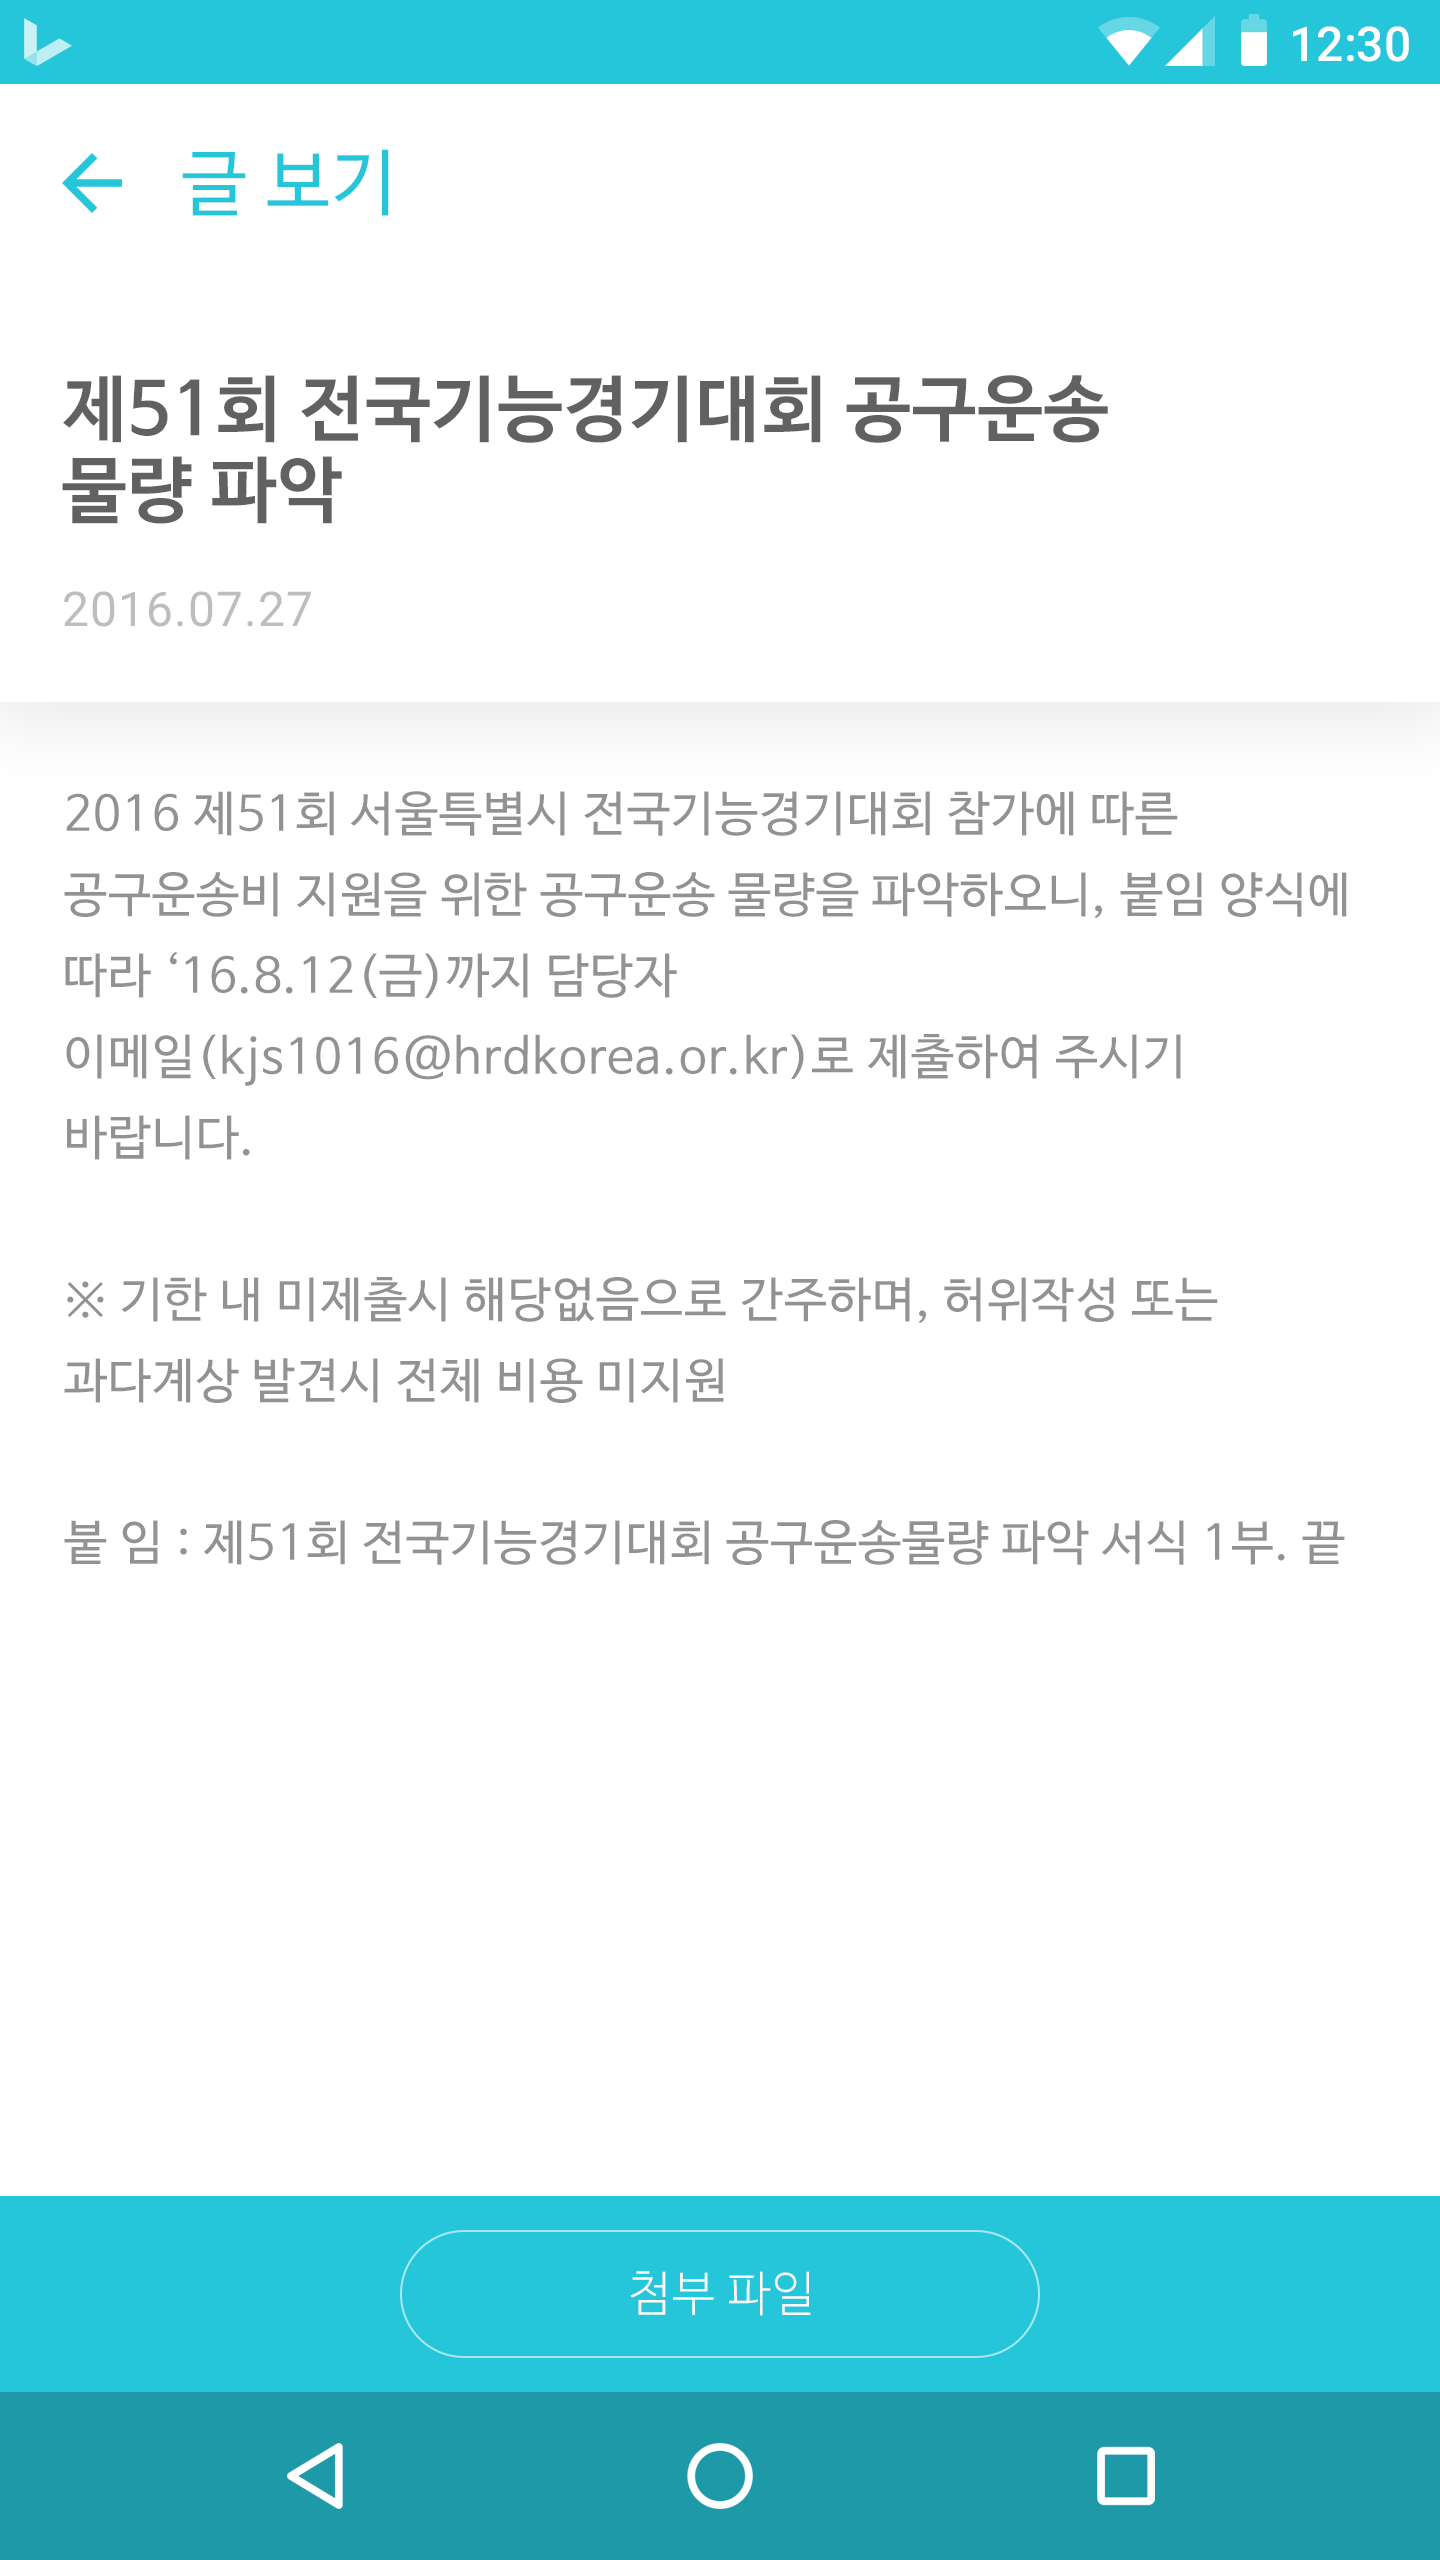 12:30
글 보기
제51회 전국기능경기대회 공구운송
물량 파악
2016.07.27
2016 제51회 서울특별시 전국기능경기대회 참가에 따른
공구운송비 지원을 위한 공구운송 물량을 파악하오니, 붙임 양식에
따라 ‘16.8.12(금)까지 담당자
이메일(kjs1016@hrdkorea.or.kr)로 제출하여 주시기
바랍니다.
※ 기한 내 미제출시 해당없음으로 간주하며, 허위작성 또는
과다계상 발견시 전체 비용 미지원
붙 임 : 제51회 전국기능경기대회 공구운송물량 파악 서식 1부. 끝
첨부 파일